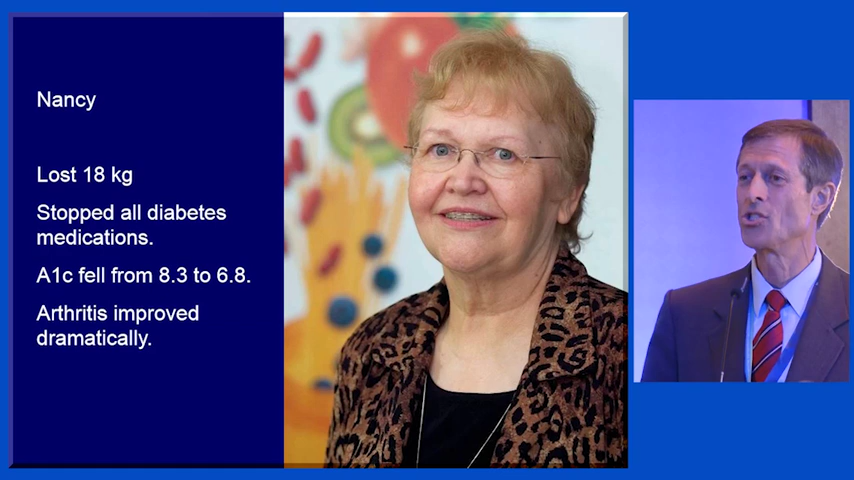 Nancy
Lost 18 kg
Stopped all diabetes
medications.
A1c fell from 8.3 to 6.8.
Arthritis improved
dramatically.